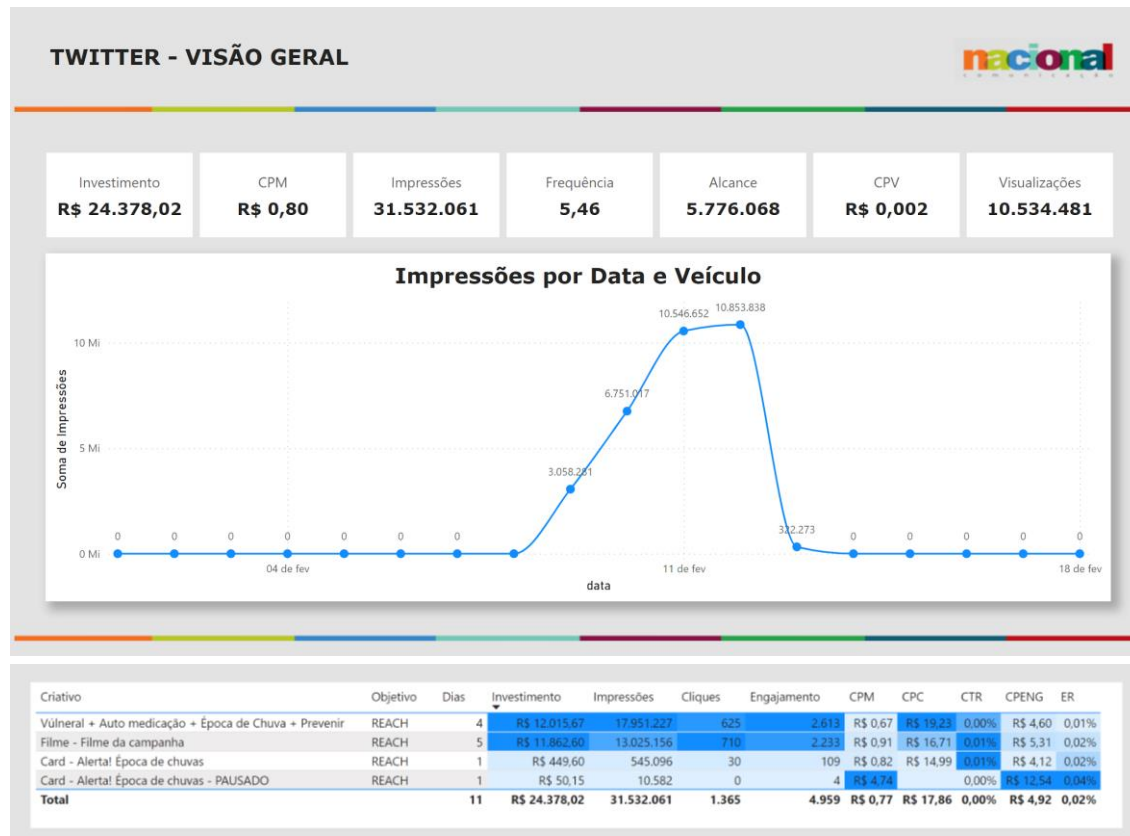 TWITTER - VISÃO GERAL
nacional
comunicação
Investimento CPM Impressões Frequência Alcance CPV Visualizações
R$ 24.378,02 R$ 0,80 31.532.061 5,46 5.776.068 R$ 0,002 10.534.481
Impressões por Data e Veículo
10.546.652 10.853.838
10 Mi
6.751.017
Soma de Impressões
5 Mi
3.058.281
322.273
0 0 0 0 0 0 0 0 0 0 0 0
0 Mi
04 de fev 11 de fev 18 de fev
data
Criativo Objetivo Dias Investimento Impressões Cliques Engajamento CPM CPC CTR CPENG ER
Vúlneral + Auto medicação + Época de Chuva + Prevenir REACH 4 R$ 12.015,67 17.951.227 625 2.613 R$ 0,67 R$ 19,23 0,00% R$ 4,60 0,01%
Filme - Filme da campanha REACH 5 R$ 11.862,60 13.025.156 710 2.233 R$ 0,91 R$ 16,71 0,01% R$ 5,31 0,02%
Card - Alerta! Época de chuvas REACH 1 R$ 449,60 545.096 30 109 R$ 0,82 R$ 14,99 0,01% R$ 4,12 0,02%
Card - Alerta! Época de chuvas - PAUSADO REACH 1 R$ 50,15 10.582 0 4 R$ 4,74 0,00% R$ 12,54 0,04%
Total 11 R$ 24.378,02 31.532.061 1.365 4.959 R$ 0,77 R$ 17,86 0,00% R$ 4,92 0,02%